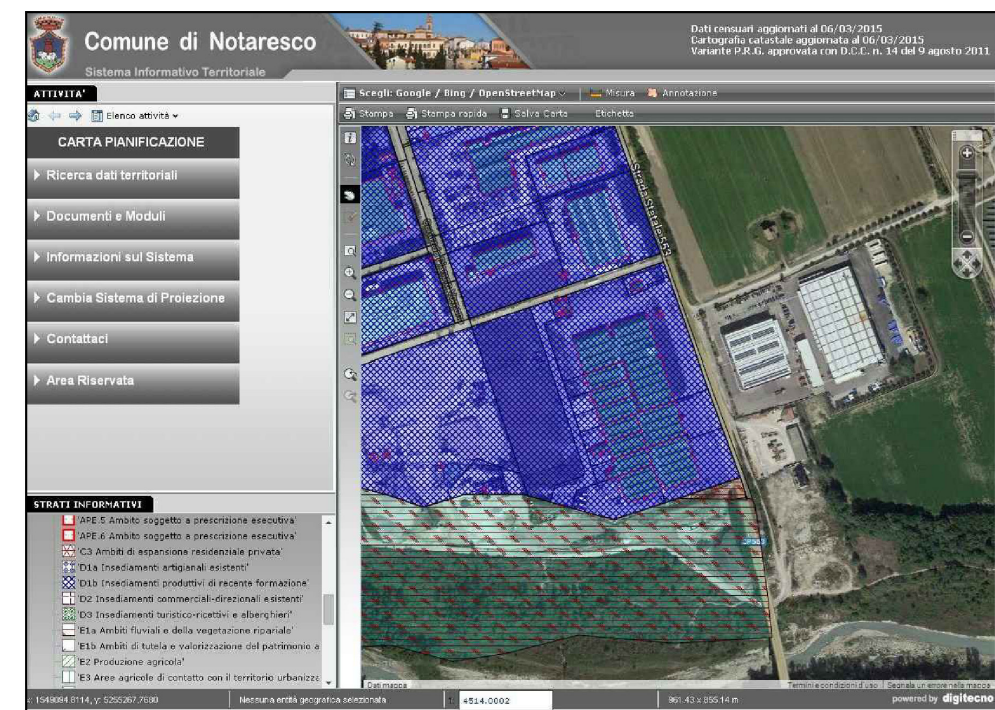 Comune di Notaresco
Sistema Informativo Territoriale
Dati censuari aggiornati al 06/03/2015
Cartografia catastale aggiornata al 06/03/2015
Variante P.R.G. approvata con D.C.C. n. 14 del 9 agosto 2011
ATTIVITA'
Elenco attività
CARTA PIANIFICAZIONE
Ricerca dati territoriali
Documenti e Moduli
Informazioni sul Sistema
Cambia Sistema di Proiezione
Contattaci
Area Riservata
Scegli: Google / Bing / OpenStreetMap
Misura
Annotazione
Stampa
Stampa rapida
Salva Carta
Etichetta
Strada Statale 553
STRATI INFORMATIVI
'APE.5 Ambito soggetto a prescrizione esecutiva'
'APE.6 Ambito soggetto a prescrizione esecutiva'
'C3 Ambiti di espansione residenziale privata'
'D1a Insediamenti artigianali esistenti'
'D1b Insediamenti produttivi di recente formazione'
'D2 Insediamenti commerciali-direzionali esistenti'
'D3 Insediamenti turistico-ricettivi e alberghieri'
'E1a Ambiti fluviali e della vegetazione ripariale'
'E1b Ambiti di tutela e valorizzazione del patrimonio a
'E2 Produzione agricola'
'E3 Aree agricole di contatto con il territorio urbanizza
Dati mappa
Termini e condizioni d'uso
Segnala un errore nella mappa
x: 1549094.8114, y: 5255267.7680
Nessuna entità geografica selezionata
1:
4514.0002
961.43 x 855.14 m
powered by digitecno